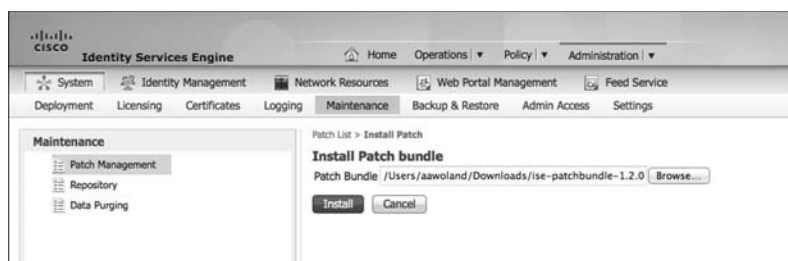 CISCO
Identity Services Engine
Home Operations Policy Administration
System Identity Management Network Resources Web Portal Management Feed Service
Deployment Licensing Certificates Logging Maintenance Backup & Restore Admin Access Settings
Maintenance
Patch Management
Repository
Data Purging
Patch List > Install Patch
Install Patch bundle
Patch Bundle /Users/aawoland/Downloads/ise-patchbundle-1.2.0 Browse...
Install Cancel